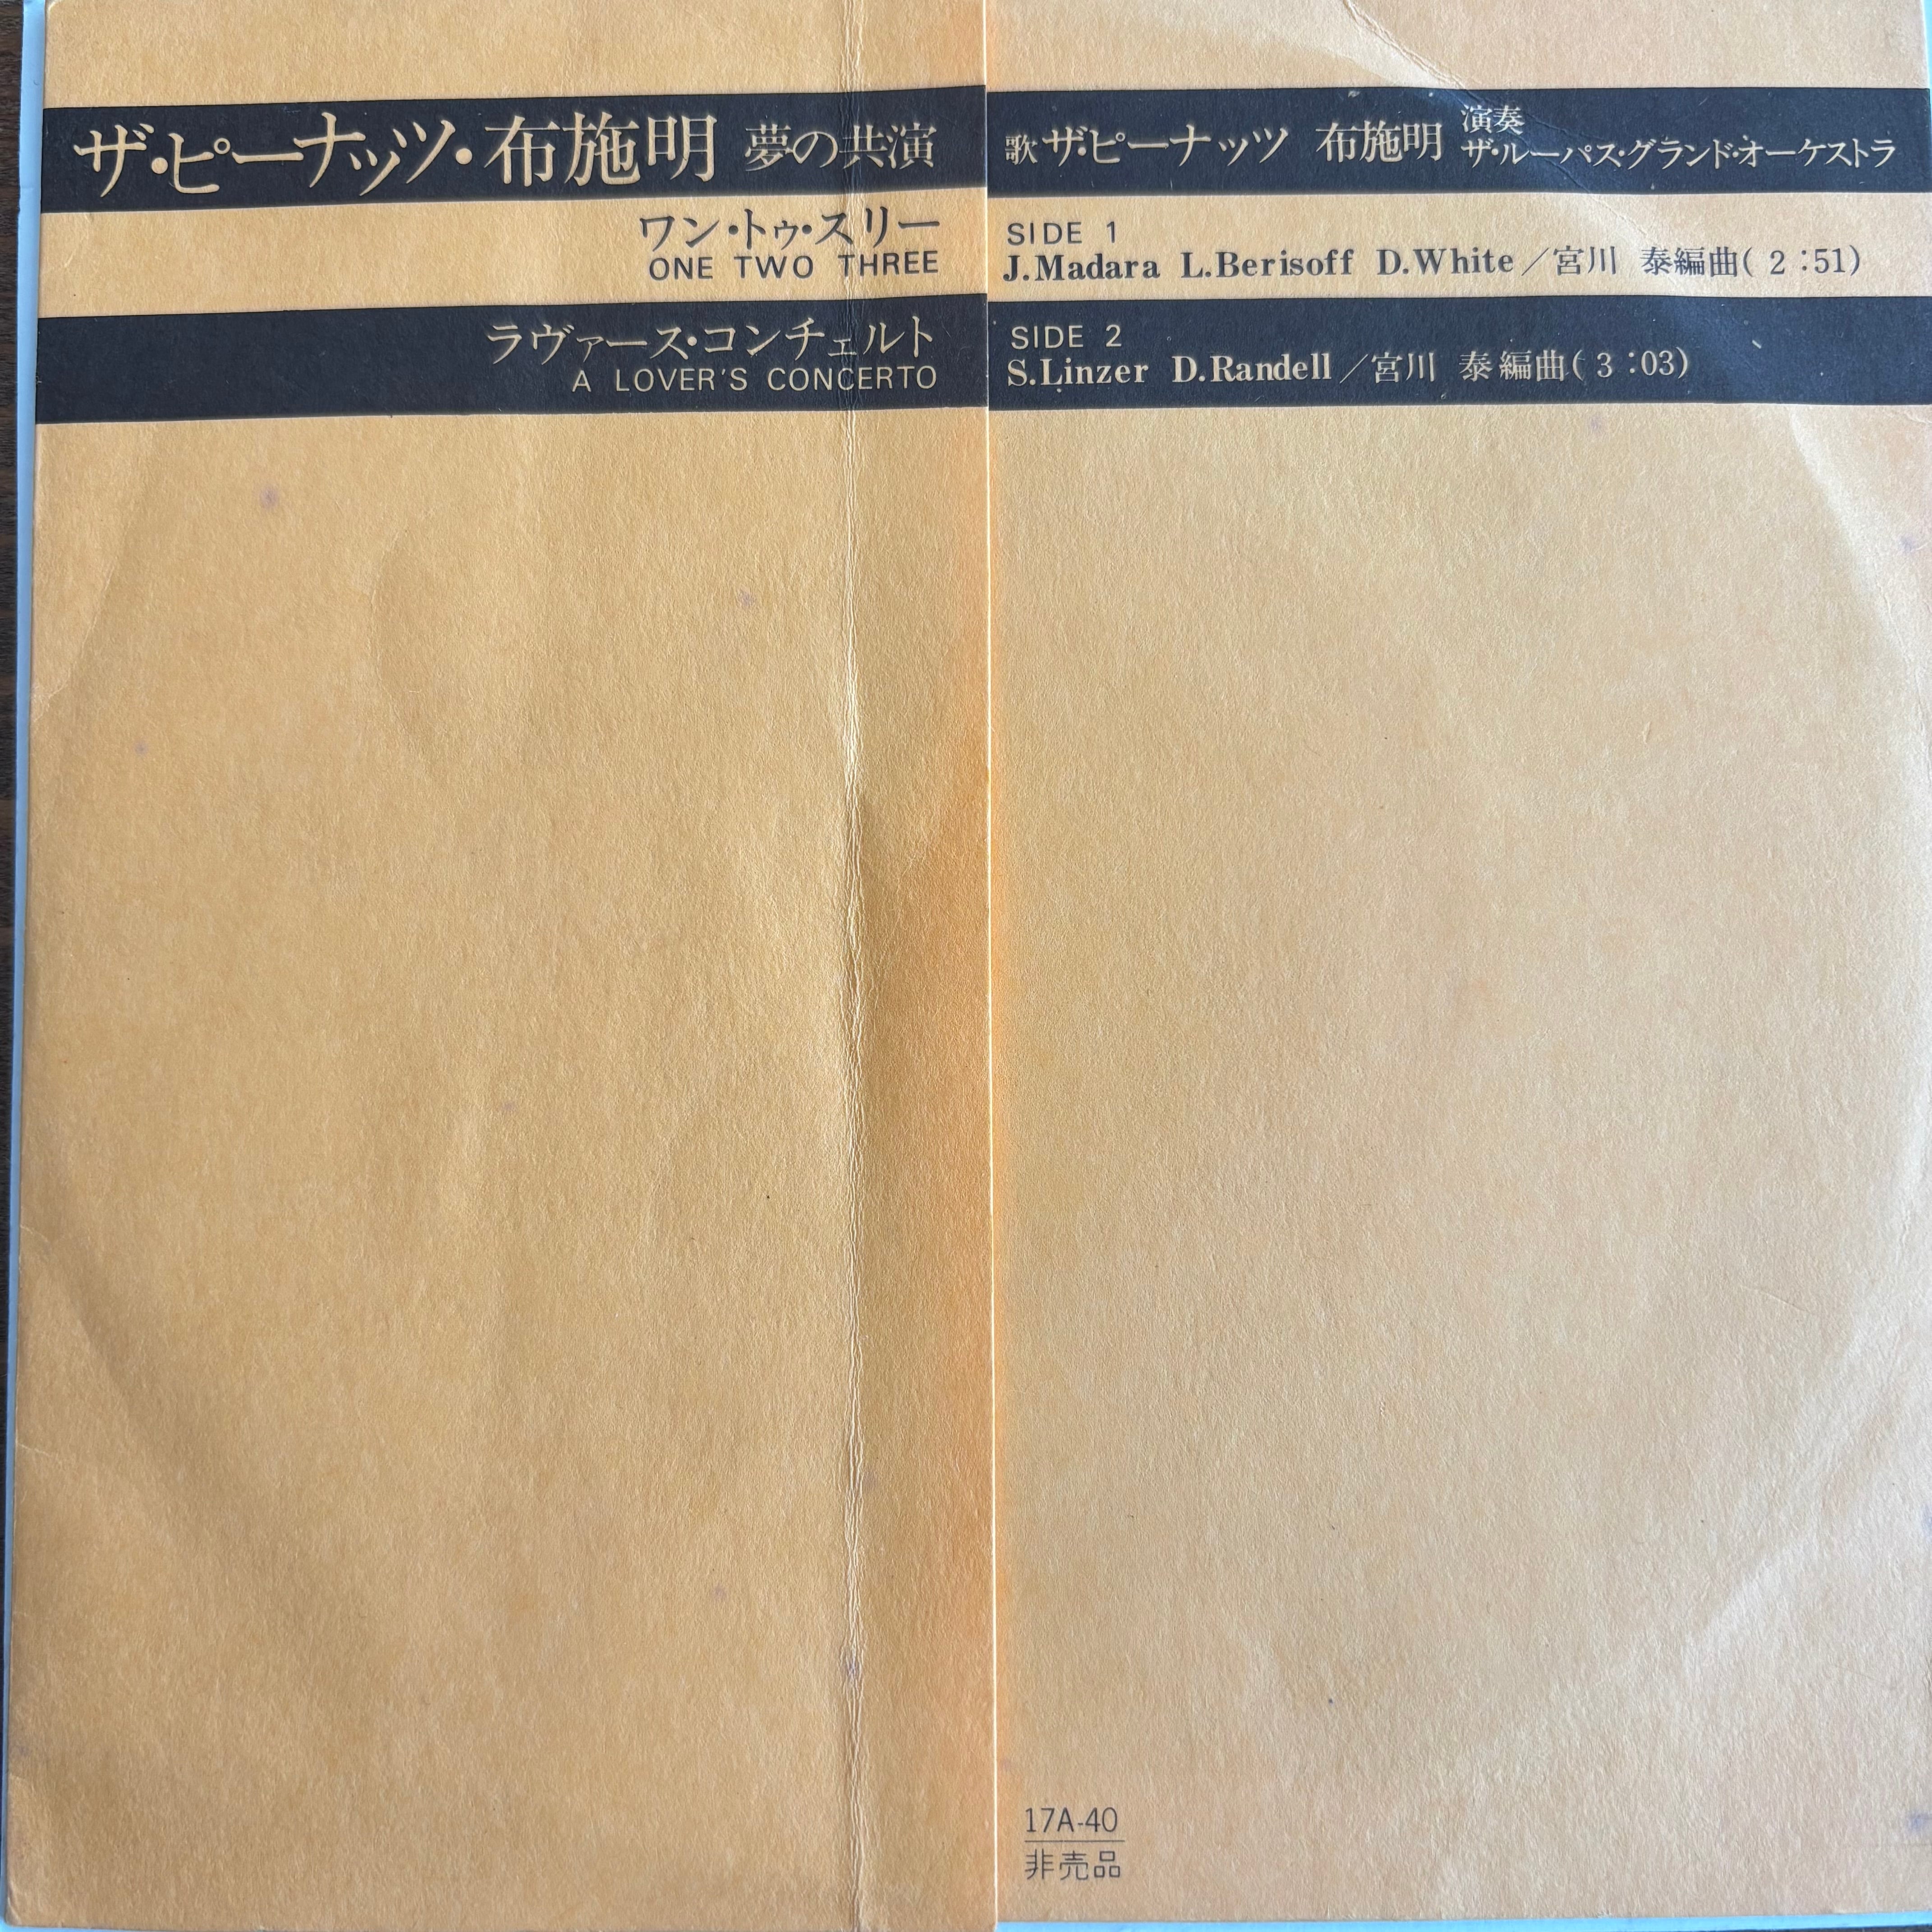 ザ・ピーナッツ・布施明 夢の共演
ワン・トゥ・スリー
ONE TWO THREE
ラヴァース・コンチェルト
A LOVER'S CONCERTO
歌 ザ・ピーナッツ 布施明
演奏
ザ・ルーパス・グランド・オーケストラ
SIDE 1
J.Madara L.Berisoff D.White／宮川 泰編曲( 2:51)
SIDE 2
S.Linzer D.Randell／宮川 泰編曲( 3:03)
17A-40
非売品